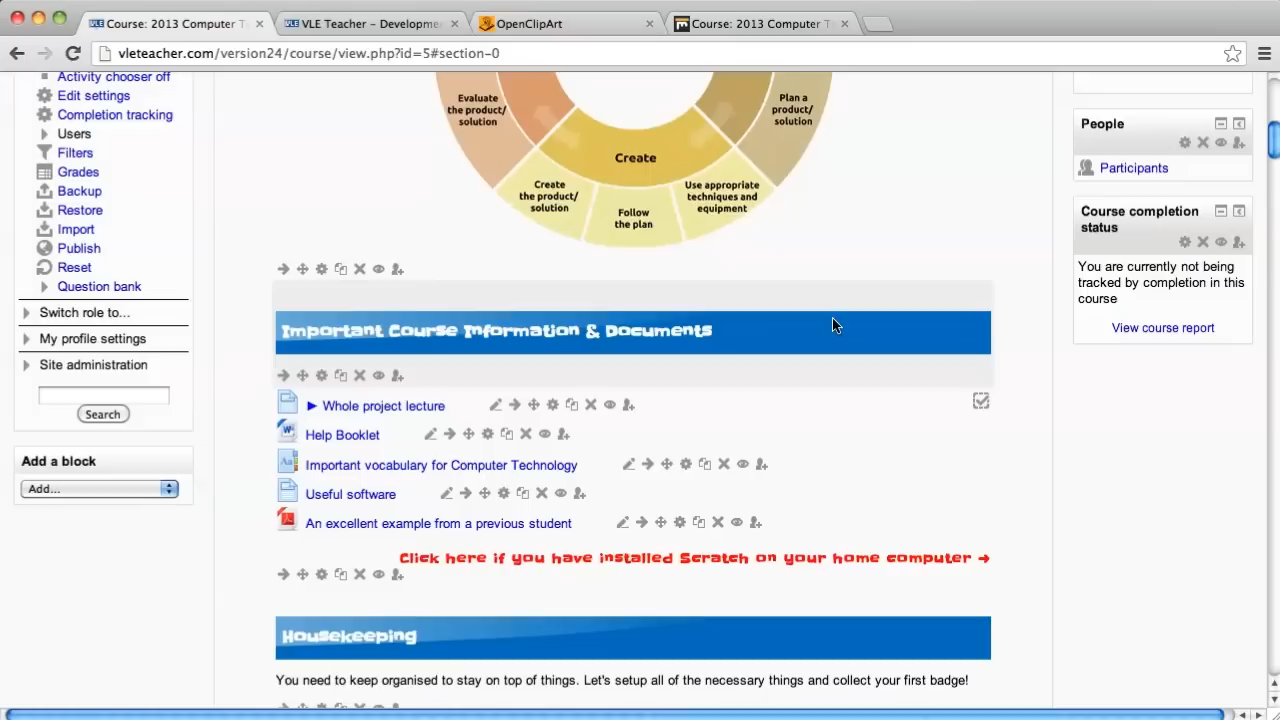 Course: 2013 Computer T
VLE Teacher – Developme
OpenClipArt
Course: 2013 Computer T
vleteacher.com/version24/course/view.php?id=5#section-0
Activity chooser off
Edit settings
Completion tracking
Users
Filters
Grades
Backup
Restore
Import
Publish
Reset
Question bank
Switch role to...
My profile settings
Site administration
Search
Add a block
Add...
Evaluate
the product/
solution
Create
Plan a
product/
solution
Create
the product/
solution
Follow
the plan
Use appropriate
techniques and
equipment
Important Course Information & Documents
► Whole project lecture
Help Booklet
Important vocabulary for Computer Technology
Useful software
An excellent example from a previous student
Click here if you have installed Scratch on your home computer →
Housekeeping
You need to keep organised to stay on top of things. Let's setup all of the necessary things and collect your first badge!
People
Participants
Course completion
status
You are currently not being
tracked by completion in this
course
View course report